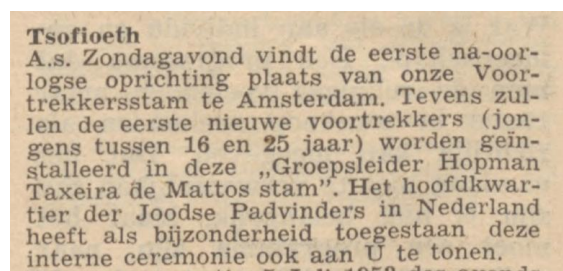 Tsofioeth
A.s. Zondagavond vindt de eerste na-oor-
logse oprichting plaats van onze Voor-
trekkersstam te Amsterdam. Tevens zul-
len de eerste nieuwe voortrekkers (jon-
gens tussen 16 en 25 jaar) worden geïn-
stalleerd in deze „Groepsleider Hopman
Taxeira de Mattos stam”. Het hoofdkwar-
tier der Joodse Padvinders in Nederland
heeft als bijzonderheid toegestaan deze
interne ceremonie ook aan U te tonen.